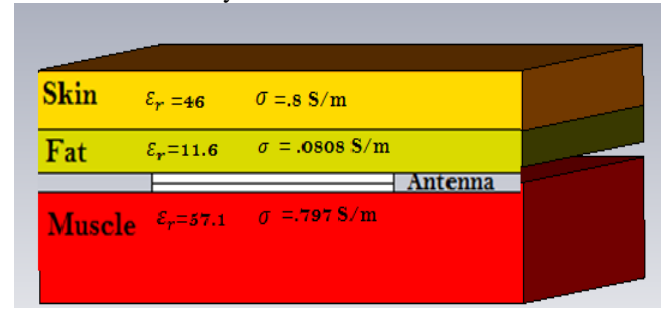 Skin εr =46 σ =.8 S/m
Fat εr=11.6 σ = .0808 S/m
Antenna
Muscle εr=57.1 σ =.797 S/m